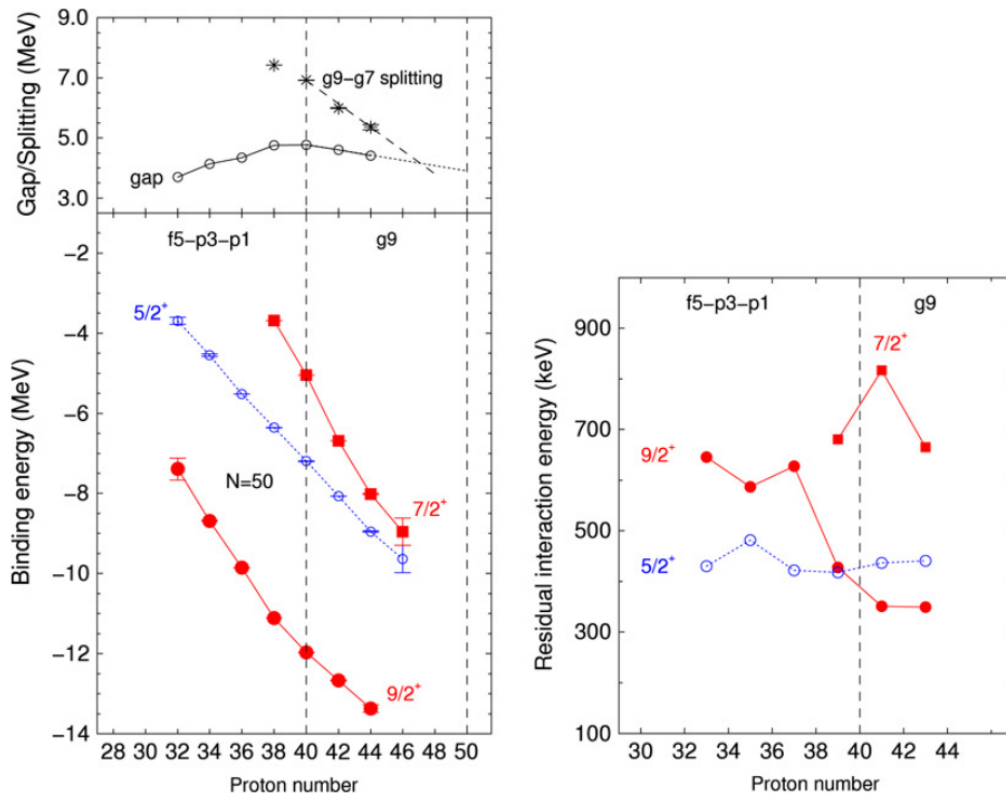 Gap/Splitting (MeV)
9.0
7.0
5.0
3.0
g9−g7 splitting
gap
f5−p3−p1
g9
Binding energy (MeV)
−2
−4
−6
−8
−10
−12
−14
5/2⁺
N=50
7/2⁺
9/2⁺
28 30 32 34 36 38 40 42 44 46 48 50
Proton number
Residual interaction energy (keV)
f5−p3−p1
g9
900
700
500
300
100
7/2⁺
9/2⁺
5/2⁺
30 32 34 36 38 40 42 44
Proton number